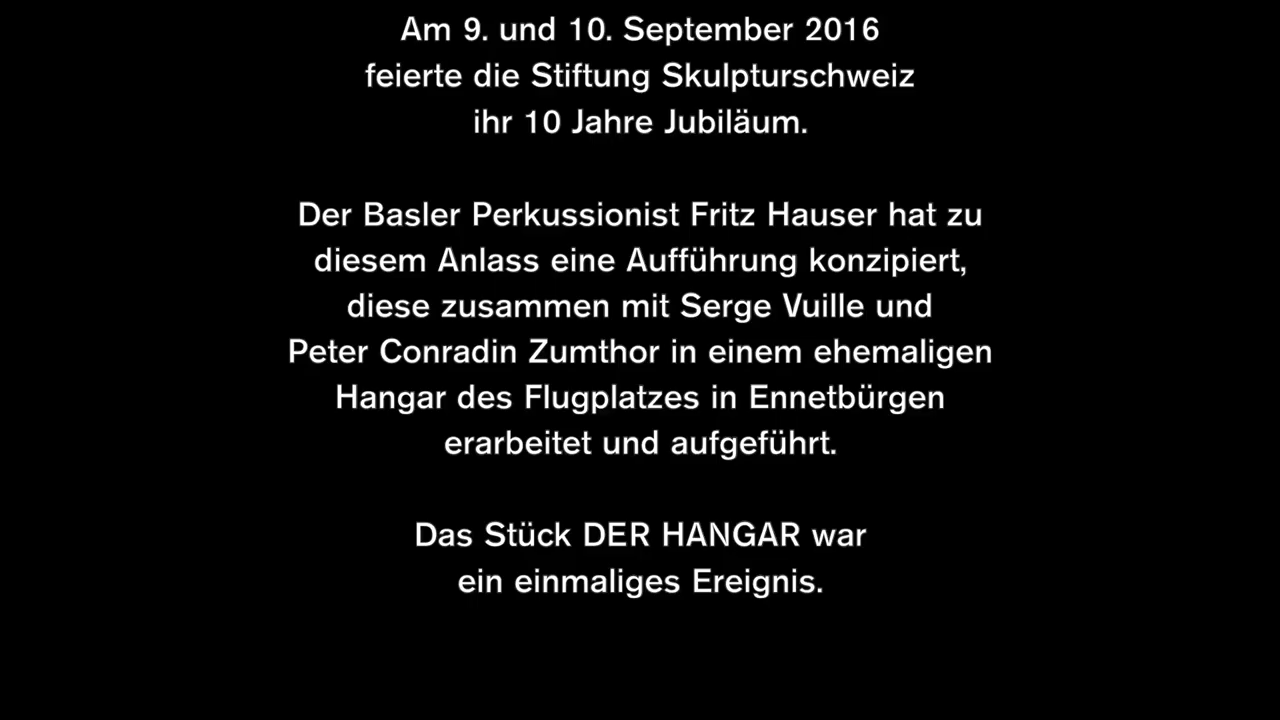 Am 9. und 10. September 2016
feierte die Stiftung Skulpturschweiz
ihr 10 Jahre Jubiläum.
Der Basler Perkussionist Fritz Hauser hat zu
diesem Anlass eine Aufführung konzipiert,
diese zusammen mit Serge Vuille und
Peter Conradin Zumthor in einem ehemaligen
Hangar des Flugplatzes in Ennetbürgen
erarbeitet und aufgeführt.
Das Stück DER HANGAR war
ein einmaliges Ereignis.